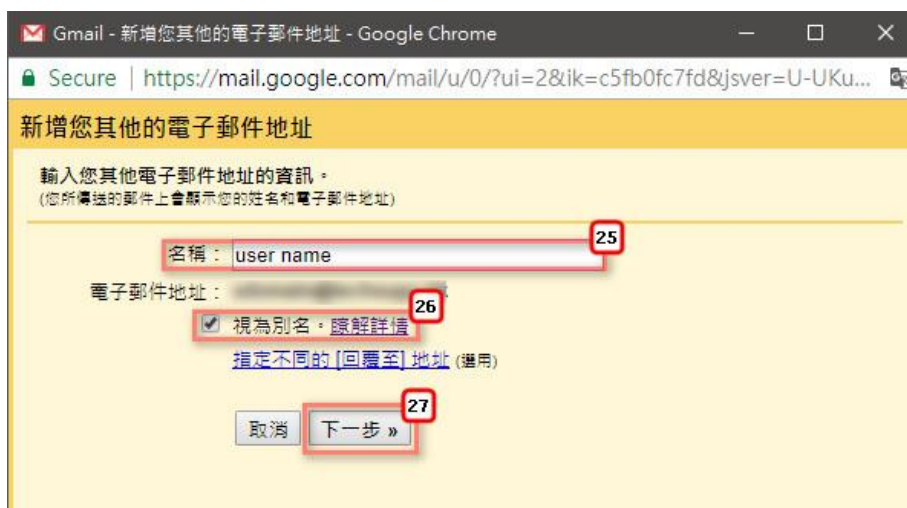 Gmail - 新增您其他的電子郵件地址 - Google Chrome
Secure | https://mail.google.com/mail/u/0/?ui=2&ik=c5fb0fc7fd&jsver=U-UKu...
新增您其他的電子郵件地址
輸入您其他電子郵件地址的資訊。
(您所傳送的郵件上會顯示您的姓名和電子郵件地址)
25
名稱： user name
電子郵件地址：
26
視為別名。瞭解詳情
指定不同的 [回覆至] 地址 (選用)
27
取消 下一步 »